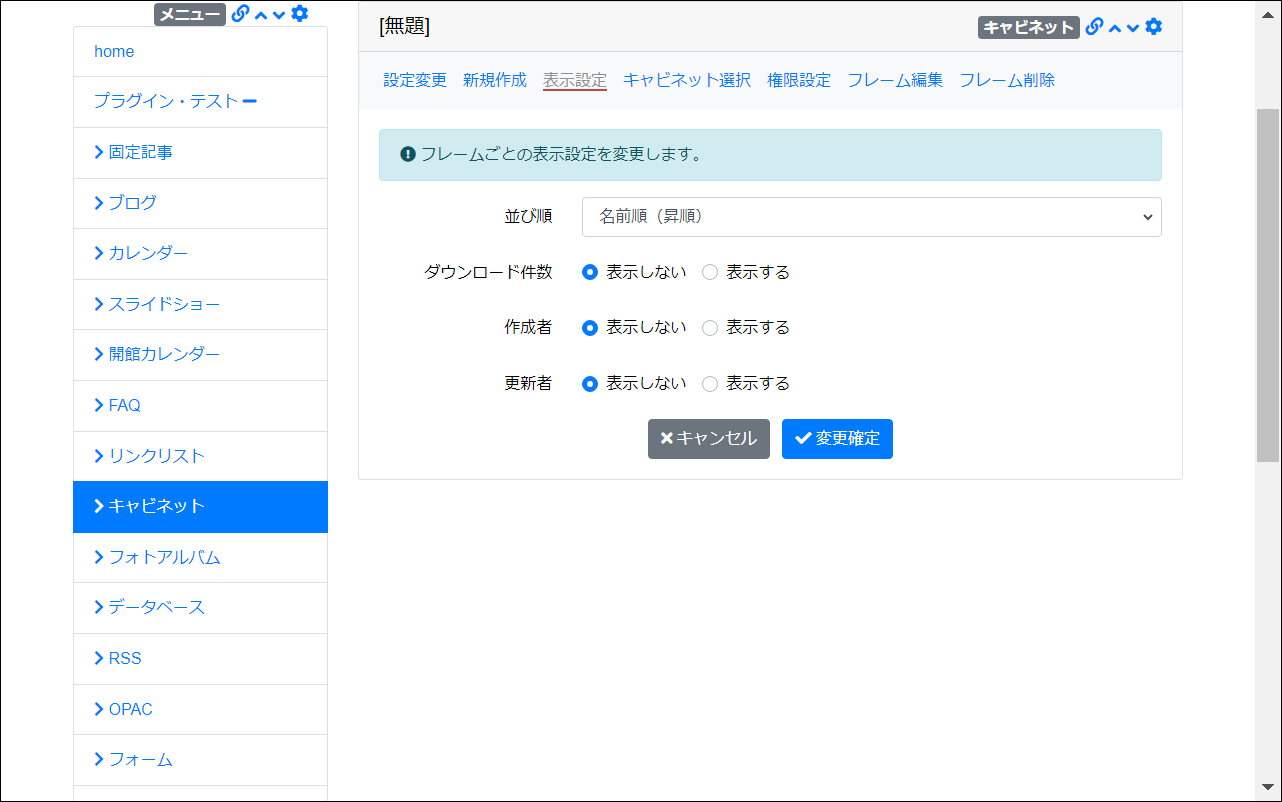 メニュー
home
プラグイン・テスト
固定記事
ブログ
カレンダー
スライドショー
開館カレンダー
FAQ
リンクリスト
キャビネット
フォトアルバム
データベース
RSS
OPAC
フォーム
[無題]
キャビネット
設定変更 新規作成 表示設定 キャビネット選択 権限設定 フレーム編集 フレーム削除
フレームごとの表示設定を変更します。
並び順 名前順（昇順）
ダウンロード件数 表示しない 表示する
作成者 表示しない 表示する
更新者 表示しない 表示する
キャンセル 変更確定